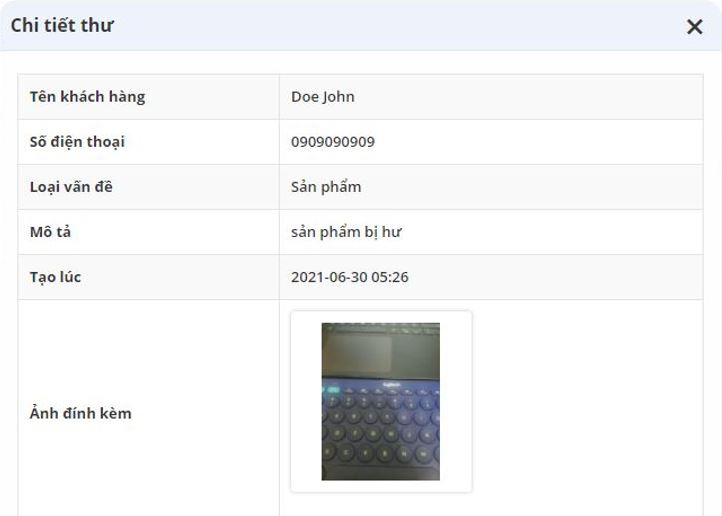 Chi tiết thư
Tên khách hàng Doe John
Số điện thoại 0909090909
Loại vấn đề Sản phẩm
Mô tả sản phẩm bị hư
Tạo lúc 2021-06-30 05:26
Ảnh đính kèm